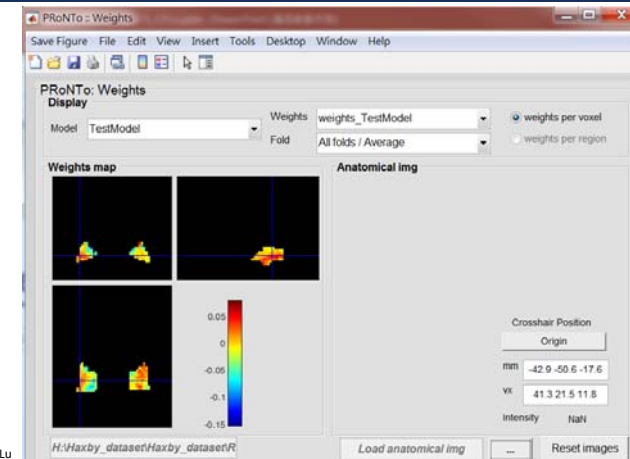 PRoNTo :: Weights
Save Figure File Edit View Insert Tools Desktop Window Help
PRoNTo: Weights
Display
Model TestModel
Weights weights_TestModel
Fold All folds / Average
weights per voxel
weights per region
Weights map
Anatomical img
0.05
0
-0.05
-0.1
-0.15
Crosshair Position
Origin
mm -42.9 -50.6 -17.6
vx 41.3 21.5 11.8
Intensity NaN
Lu
H:\Haxby_dataset\Haxby_dataset\R
Load anatomical img
...
Reset images